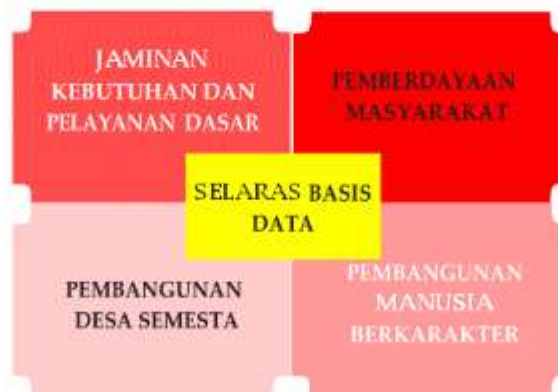 JAMINAN
KEBUTUHAN DAN
PELAYANAN DASAR
PEMBERDAYAAN
MASYARAKAT
SELARAS BASIS
DATA
PEMBANGUNAN
DESA SEMESTA
PEMBANGUNAN
MANUSIA
BERKARAKTER